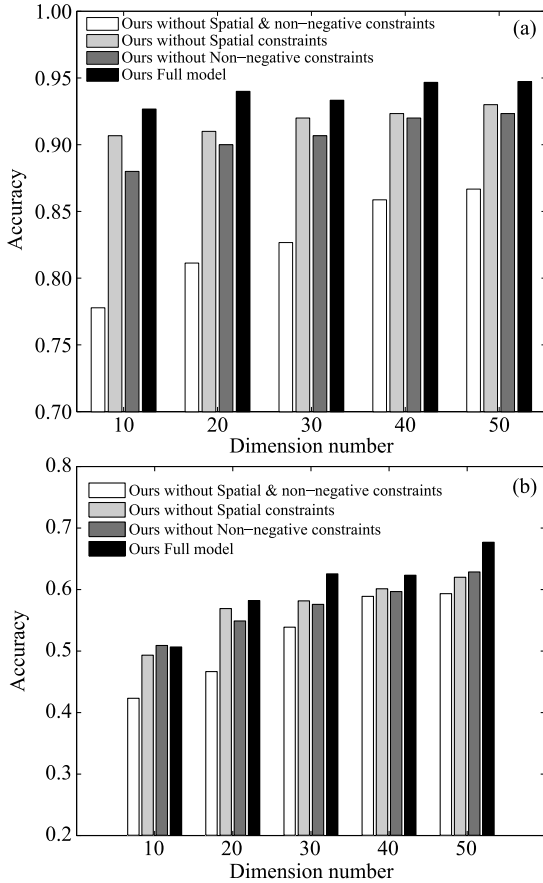 1.00
(a)
Ours without Spatial & non−negative constraints
Ours without Spatial constraints
Ours without Non−negative constraints
Ours Full model
0.95
0.90
0.85
0.80
0.75
0.70
Accuracy
10 20 30 40 50
Dimension number
0.8
(b)
Ours without Spatial & non−negative constraints
Ours without Spatial constraints
Ours without Non−negative constraints
Ours Full model
0.7
0.6
0.5
0.4
0.3
0.2
Accuracy
10 20 30 40 50
Dimension number